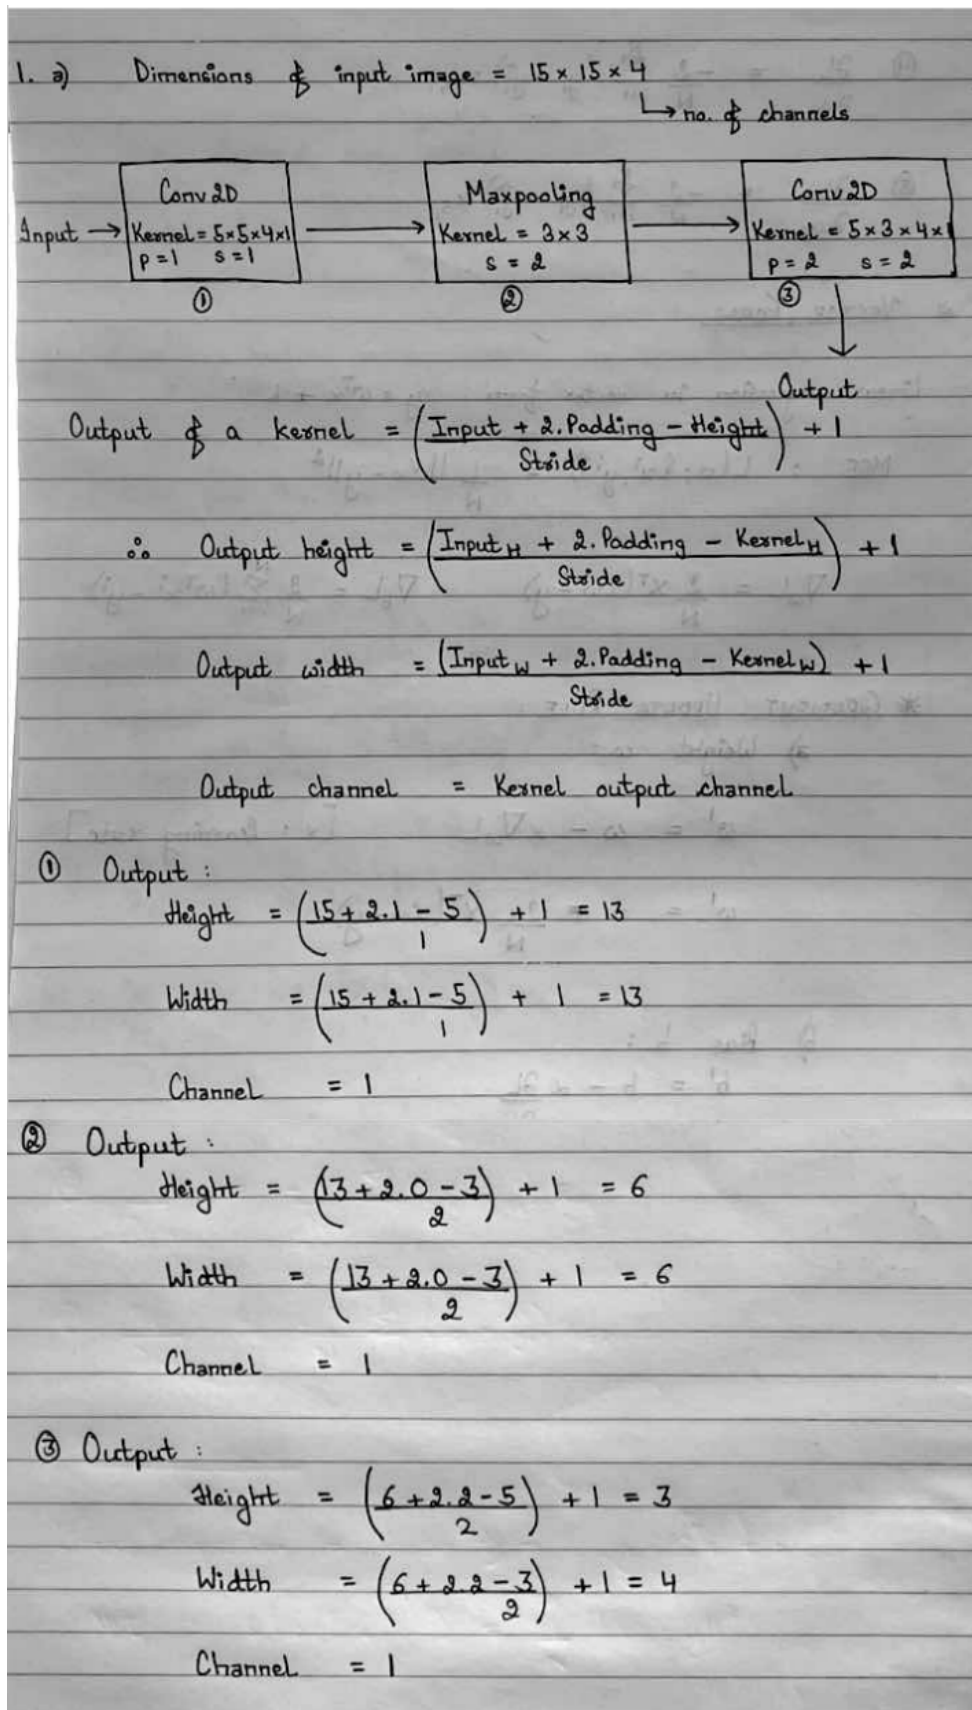 1. a) Dimensions of input image = 15 × 15 × 4
↳ no. of channels
Input → Conv2D Kernel = 5×5×4×1 p=1 s=1 → Maxpooling Kernel = 3×3 s = 2 → Conv2D Kernel = 5×3×4×1 p=2 s=2
① ② ③
Output
Output of a kernel = (Input + 2.Padding - Height / Stride) + 1
∴ Output height = (Input_H + 2.Padding - Kernel_H / Stride) + 1
Output width = (Input_W + 2.Padding - Kernel_W) / Stride + 1
Output channel = Kernel output channel
① Output :
Height = (15 + 2.1 - 5 / 1) + 1 = 13
Width = (15 + 2.1 - 5 / 1) + 1 = 13
Channel = 1
② Output :
Height = (13 + 2.0 - 3 / 2) + 1 = 6
Width = (13 + 2.0 - 3 / 2) + 1 = 6
Channel = 1
③ Output :
Height = (6 + 2.2 - 5 / 2) + 1 = 3
Width = (6 + 2.2 - 3 / 2) + 1 = 4
Channel = 1